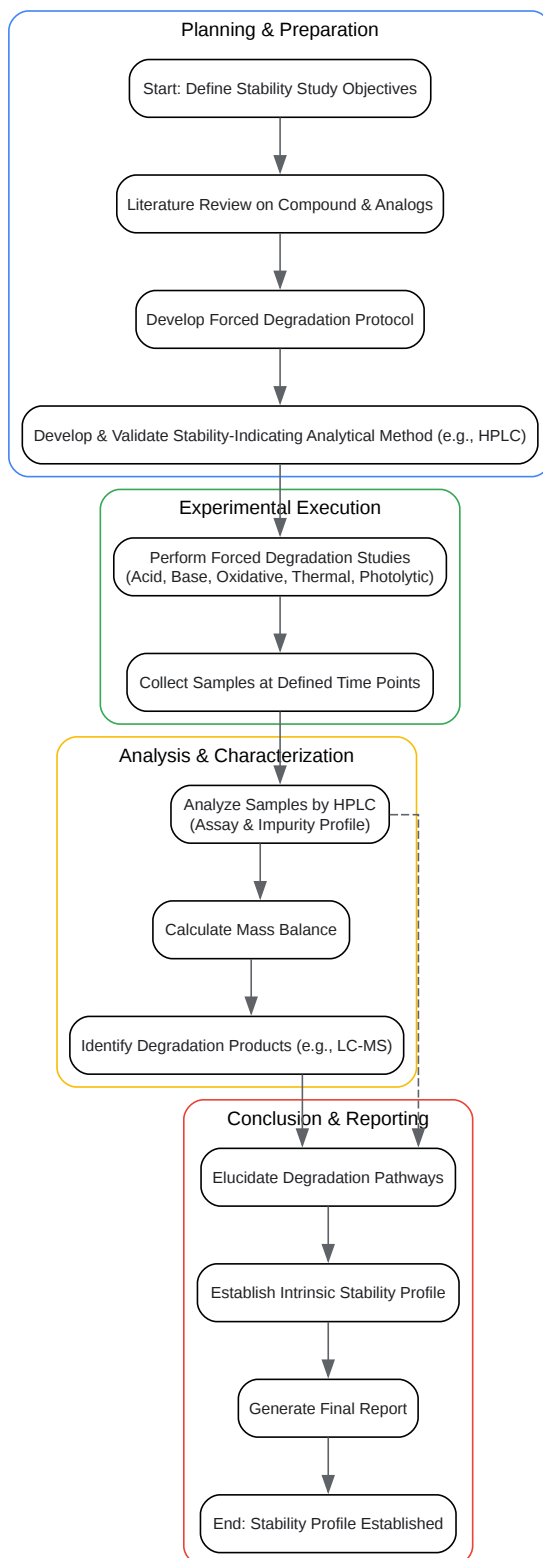 Planning & Preparation
Start: Define Stability Study Objectives
Literature Review on Compound & Analogs
Develop Forced Degradation Protocol
Develop & Validate Stability-Indicating Analytical Method (e.g., HPLC)
Experimental Execution
Perform Forced Degradation Studies
(Acid, Base, Oxidative, Thermal, Photolytic)
Collect Samples at Defined Time Points
Analysis & Characterization
Analyze Samples by HPLC
(Assay & Impurity Profile)
Calculate Mass Balance
Identify Degradation Products (e.g., LC-MS)
Conclusion & Reporting
Elucidate Degradation Pathways
Establish Intrinsic Stability Profile
Generate Final Report
End: Stability Profile Established